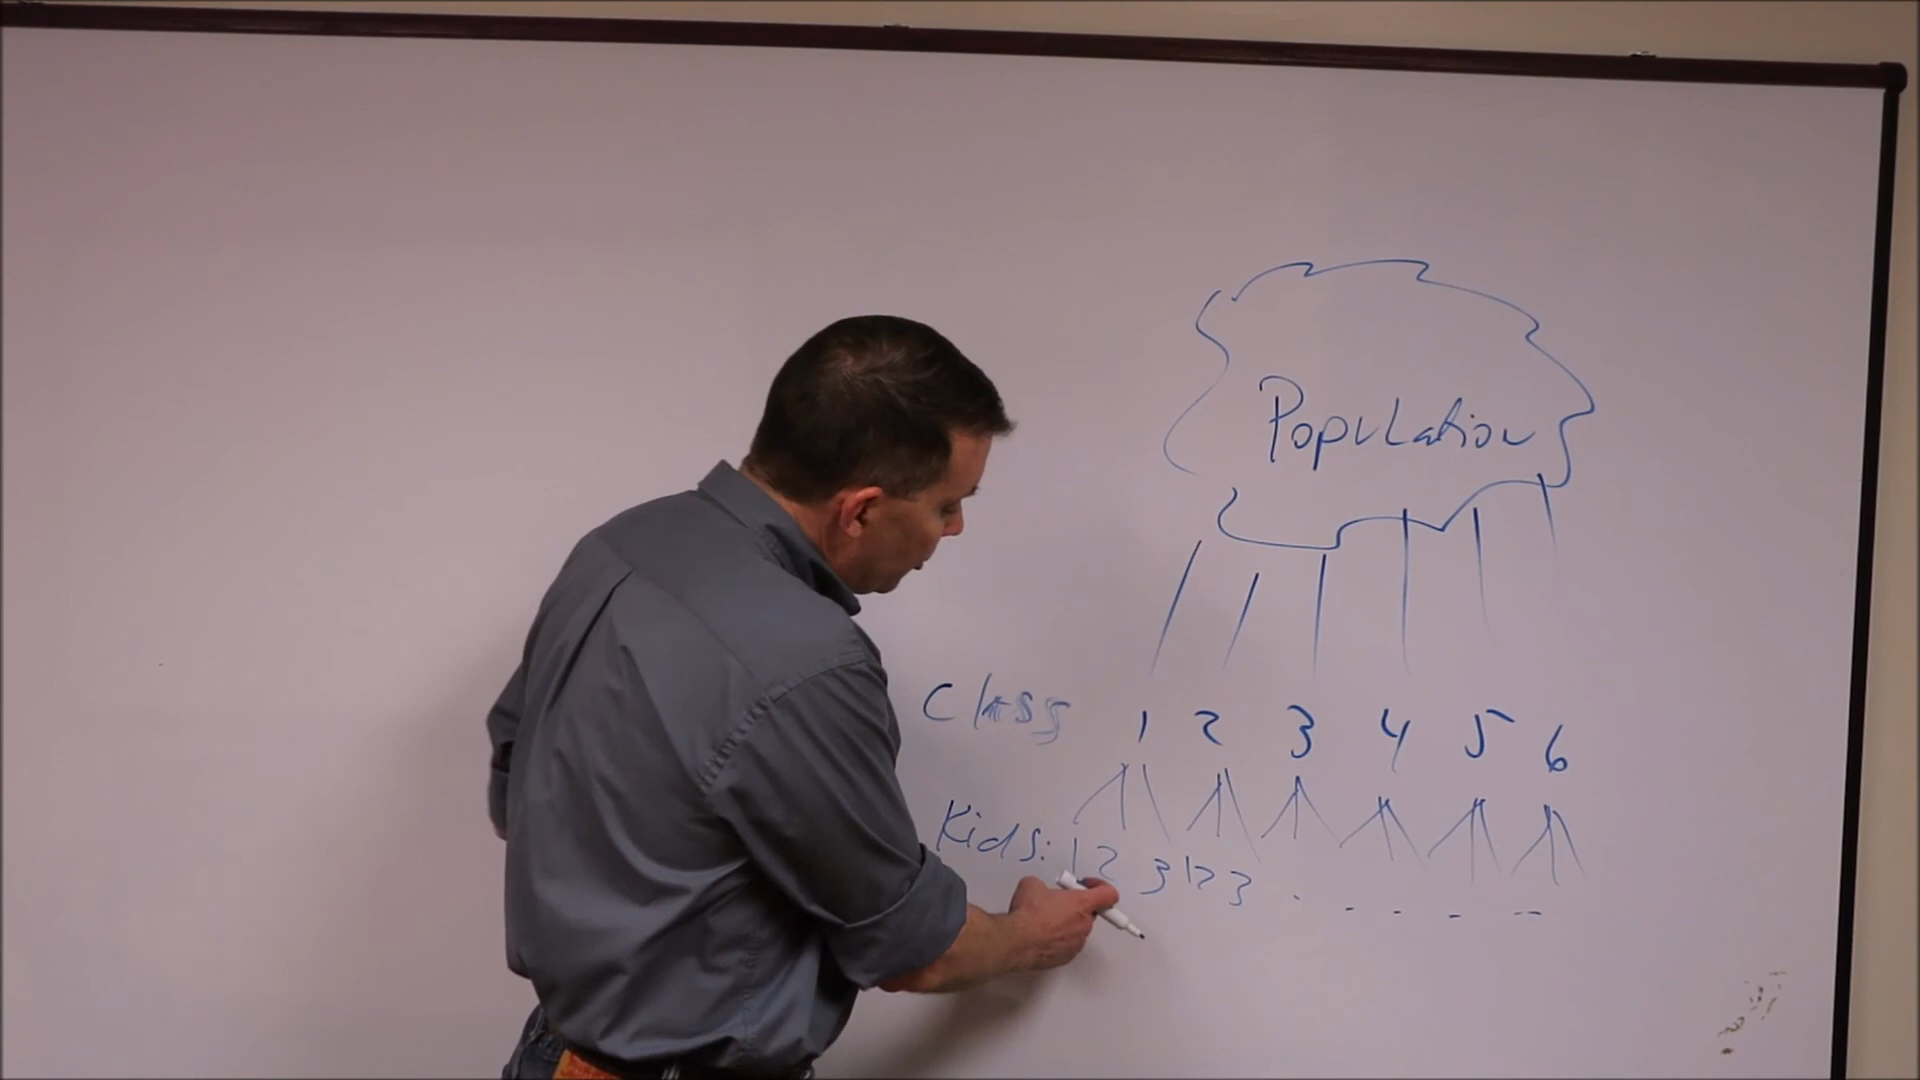 Population
Class 1 2 3 4 5 6
Kids: 1 2 3 1 2 3 . - - - -